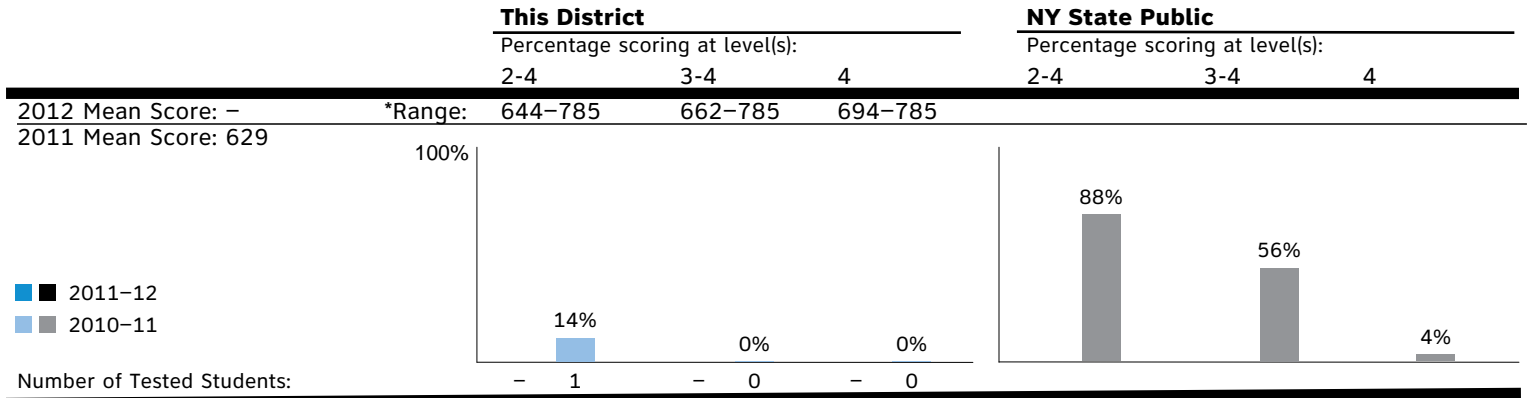 This District NY State Public
Percentage scoring at level(s): Percentage scoring at level(s):
2-4 3-4 4 2-4 3-4 4
2012 Mean Score: – *Range: 644–785 662–785 694–785
2011 Mean Score: 629
100%
88%
56%
2011–12
2010–11
14% 0% 0% 4%
Number of Tested Students: – 1 – 0 – 0